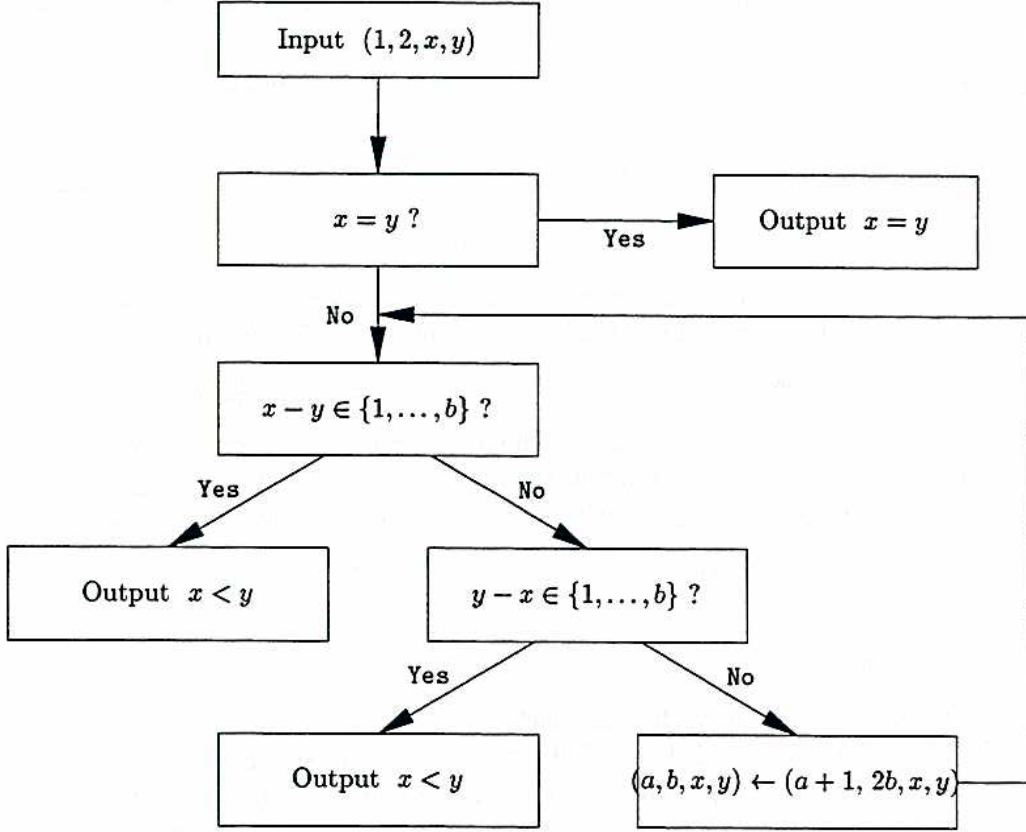 Input (1, 2, x, y)
x = y ?
Yes
Output x = y
No
x − y ∈ {1, . . . , b} ?
Yes
No
Output x < y
y − x ∈ {1, . . . , b} ?
Yes
No
Output x < y
(a, b, x, y) ← (a + 1, 2b, x, y)